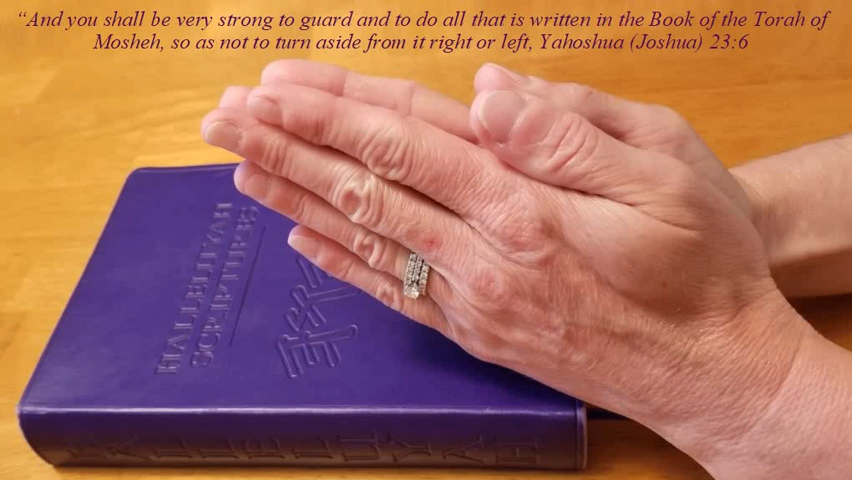 “And you shall be very strong to guard and to do all that is written in the Book of the Torah of
Mosheh, so as not to turn aside from it right or left, Yahoshua (Joshua) 23:6
HALLELUYAH
SCRIPTURES
HALLELUYAH